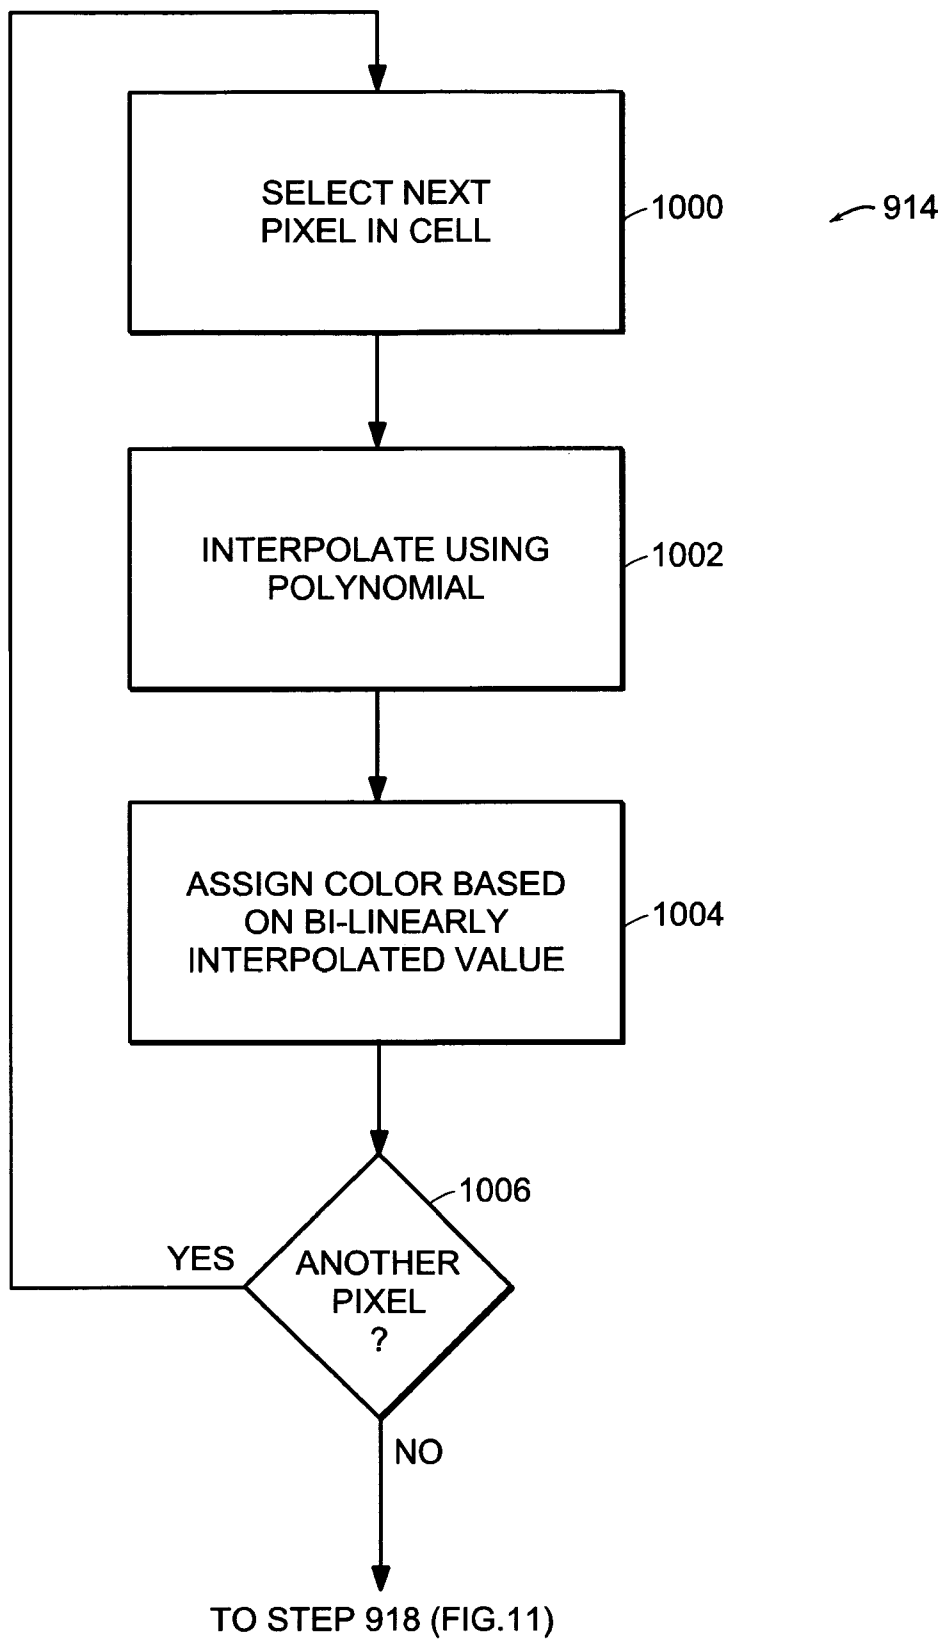 SELECT NEXT
PIXEL IN CELL
1000
914
INTERPOLATE USING
POLYNOMIAL
1002
ASSIGN COLOR BASED
ON BI-LINEARLY
INTERPOLATED VALUE
1004
1006
YES
ANOTHER
PIXEL
?
NO
TO STEP 918 (FIG.11)